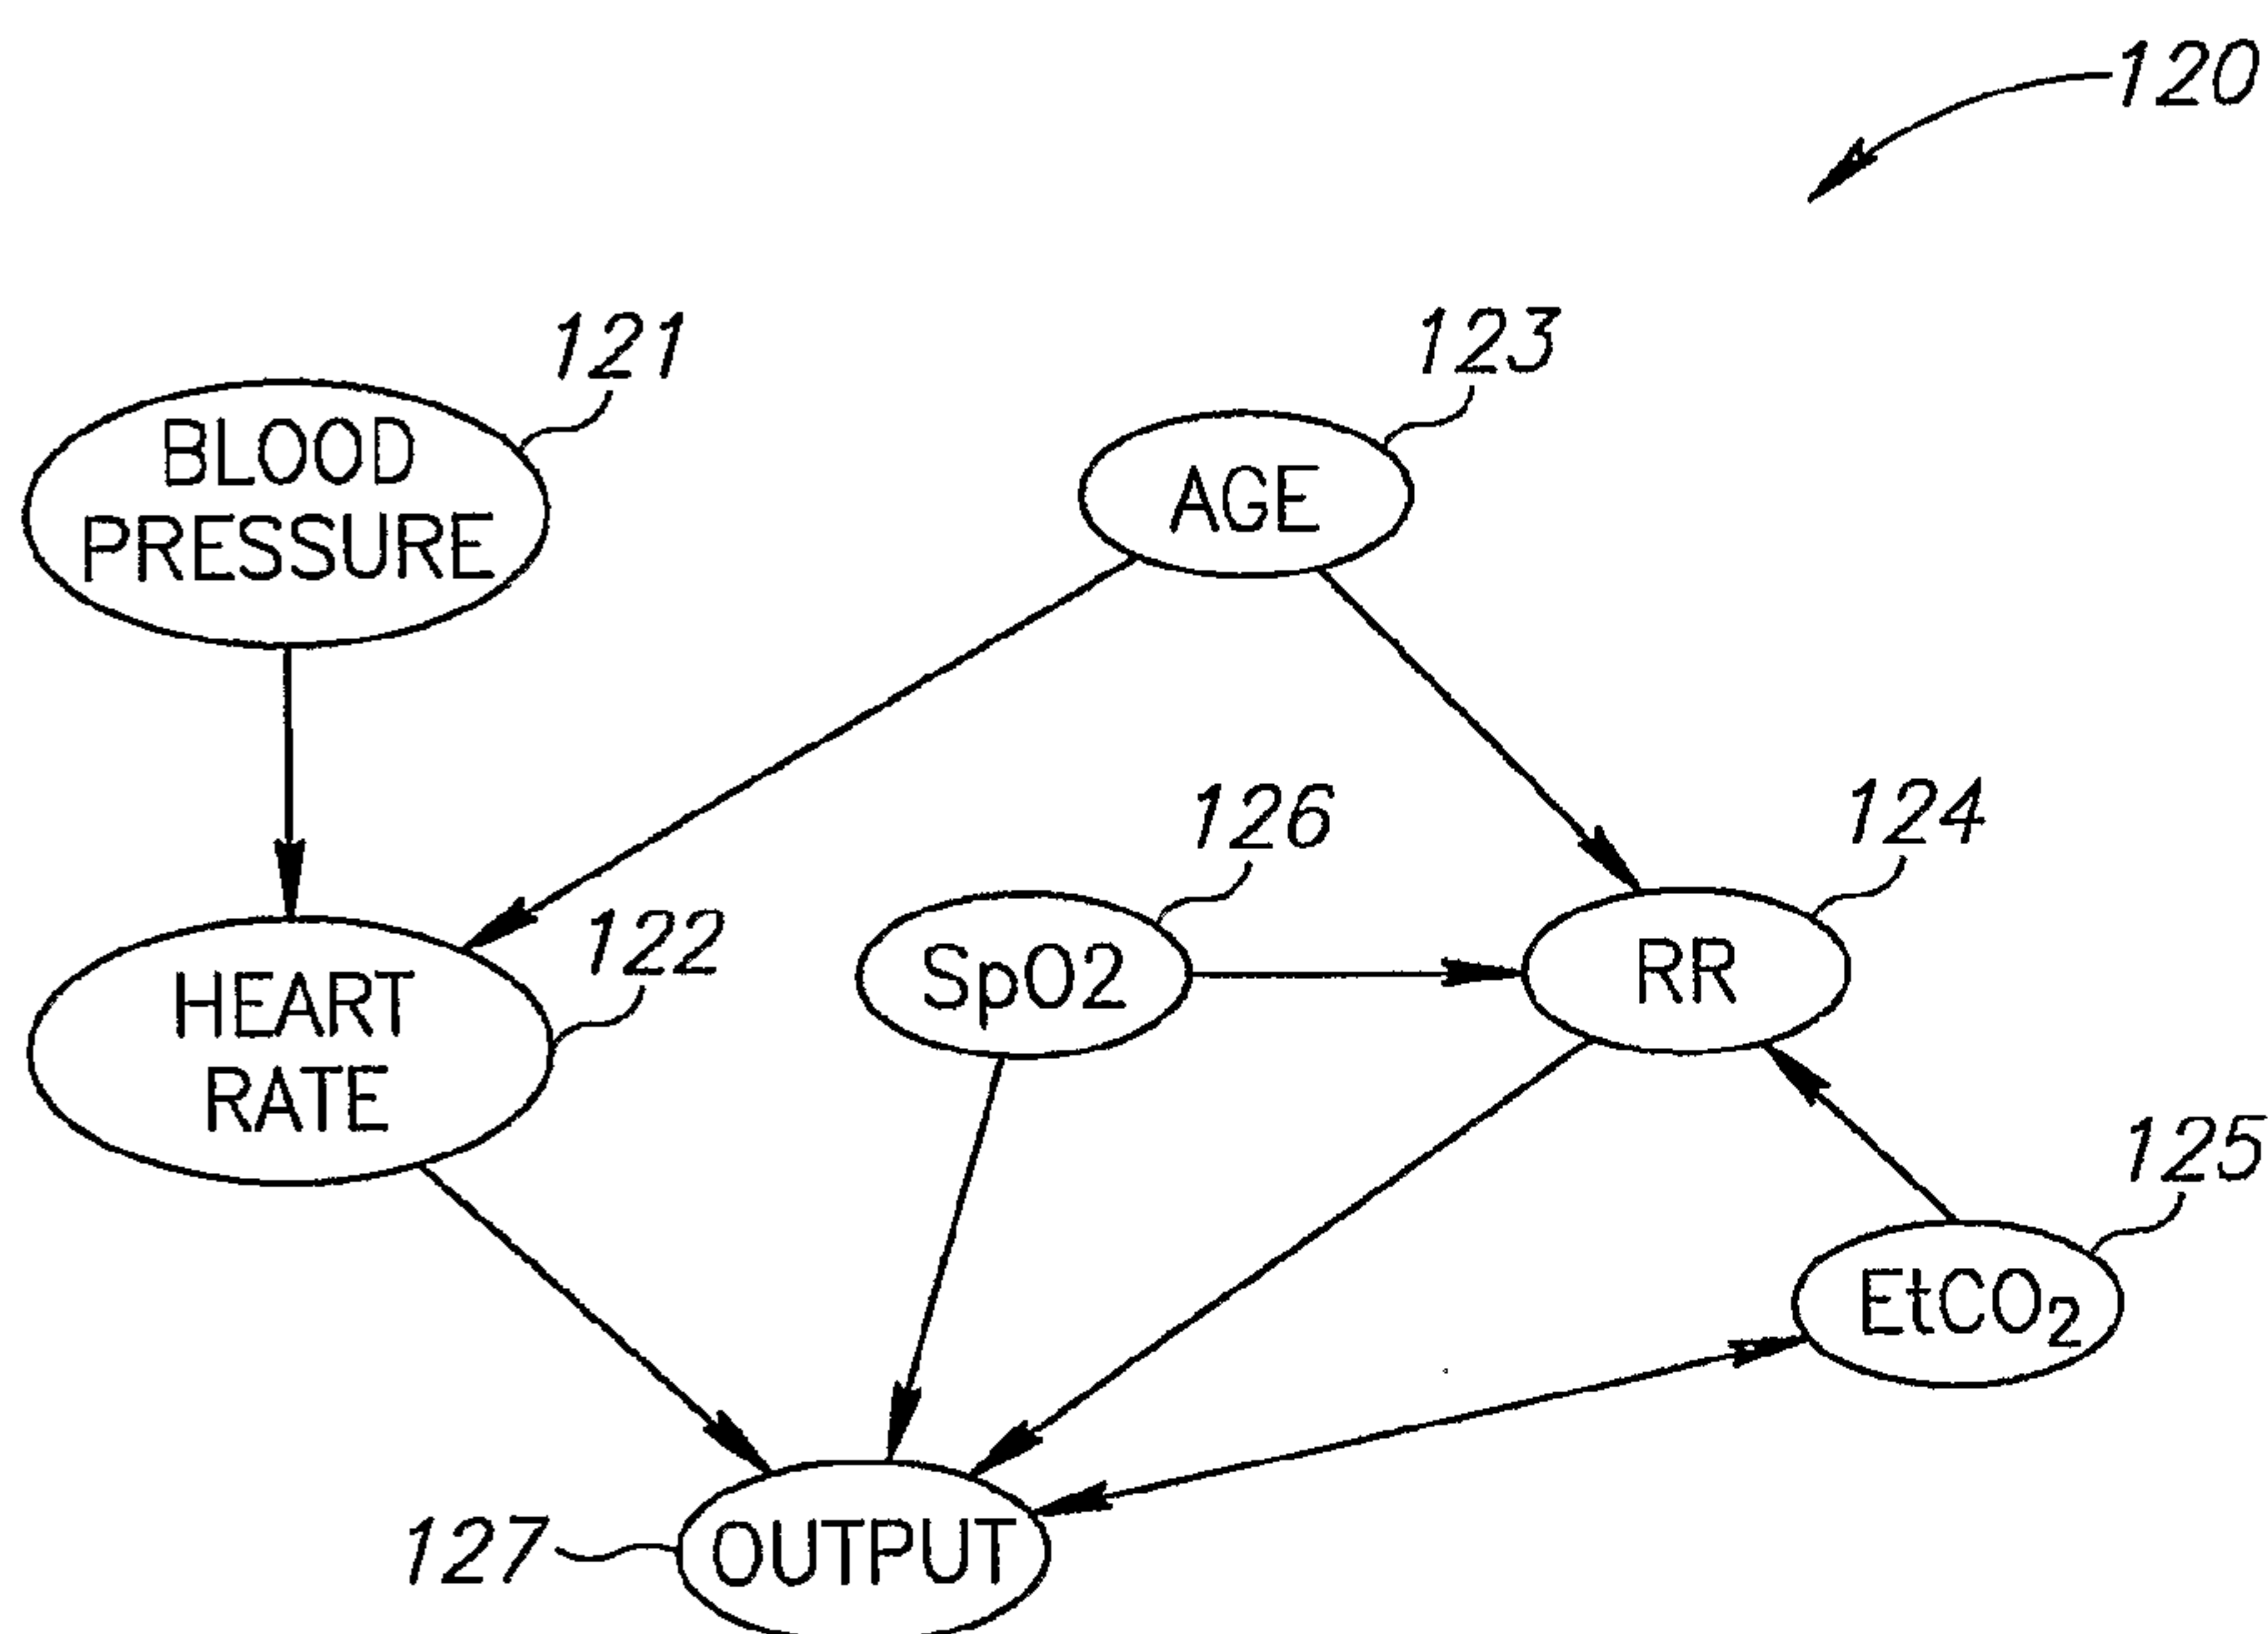 120
121
123
BLOOD
PRESSURE
AGE
126
124
122
SpO2
RR
HEART
RATE
125
EtCO₂
127
OUTPUT